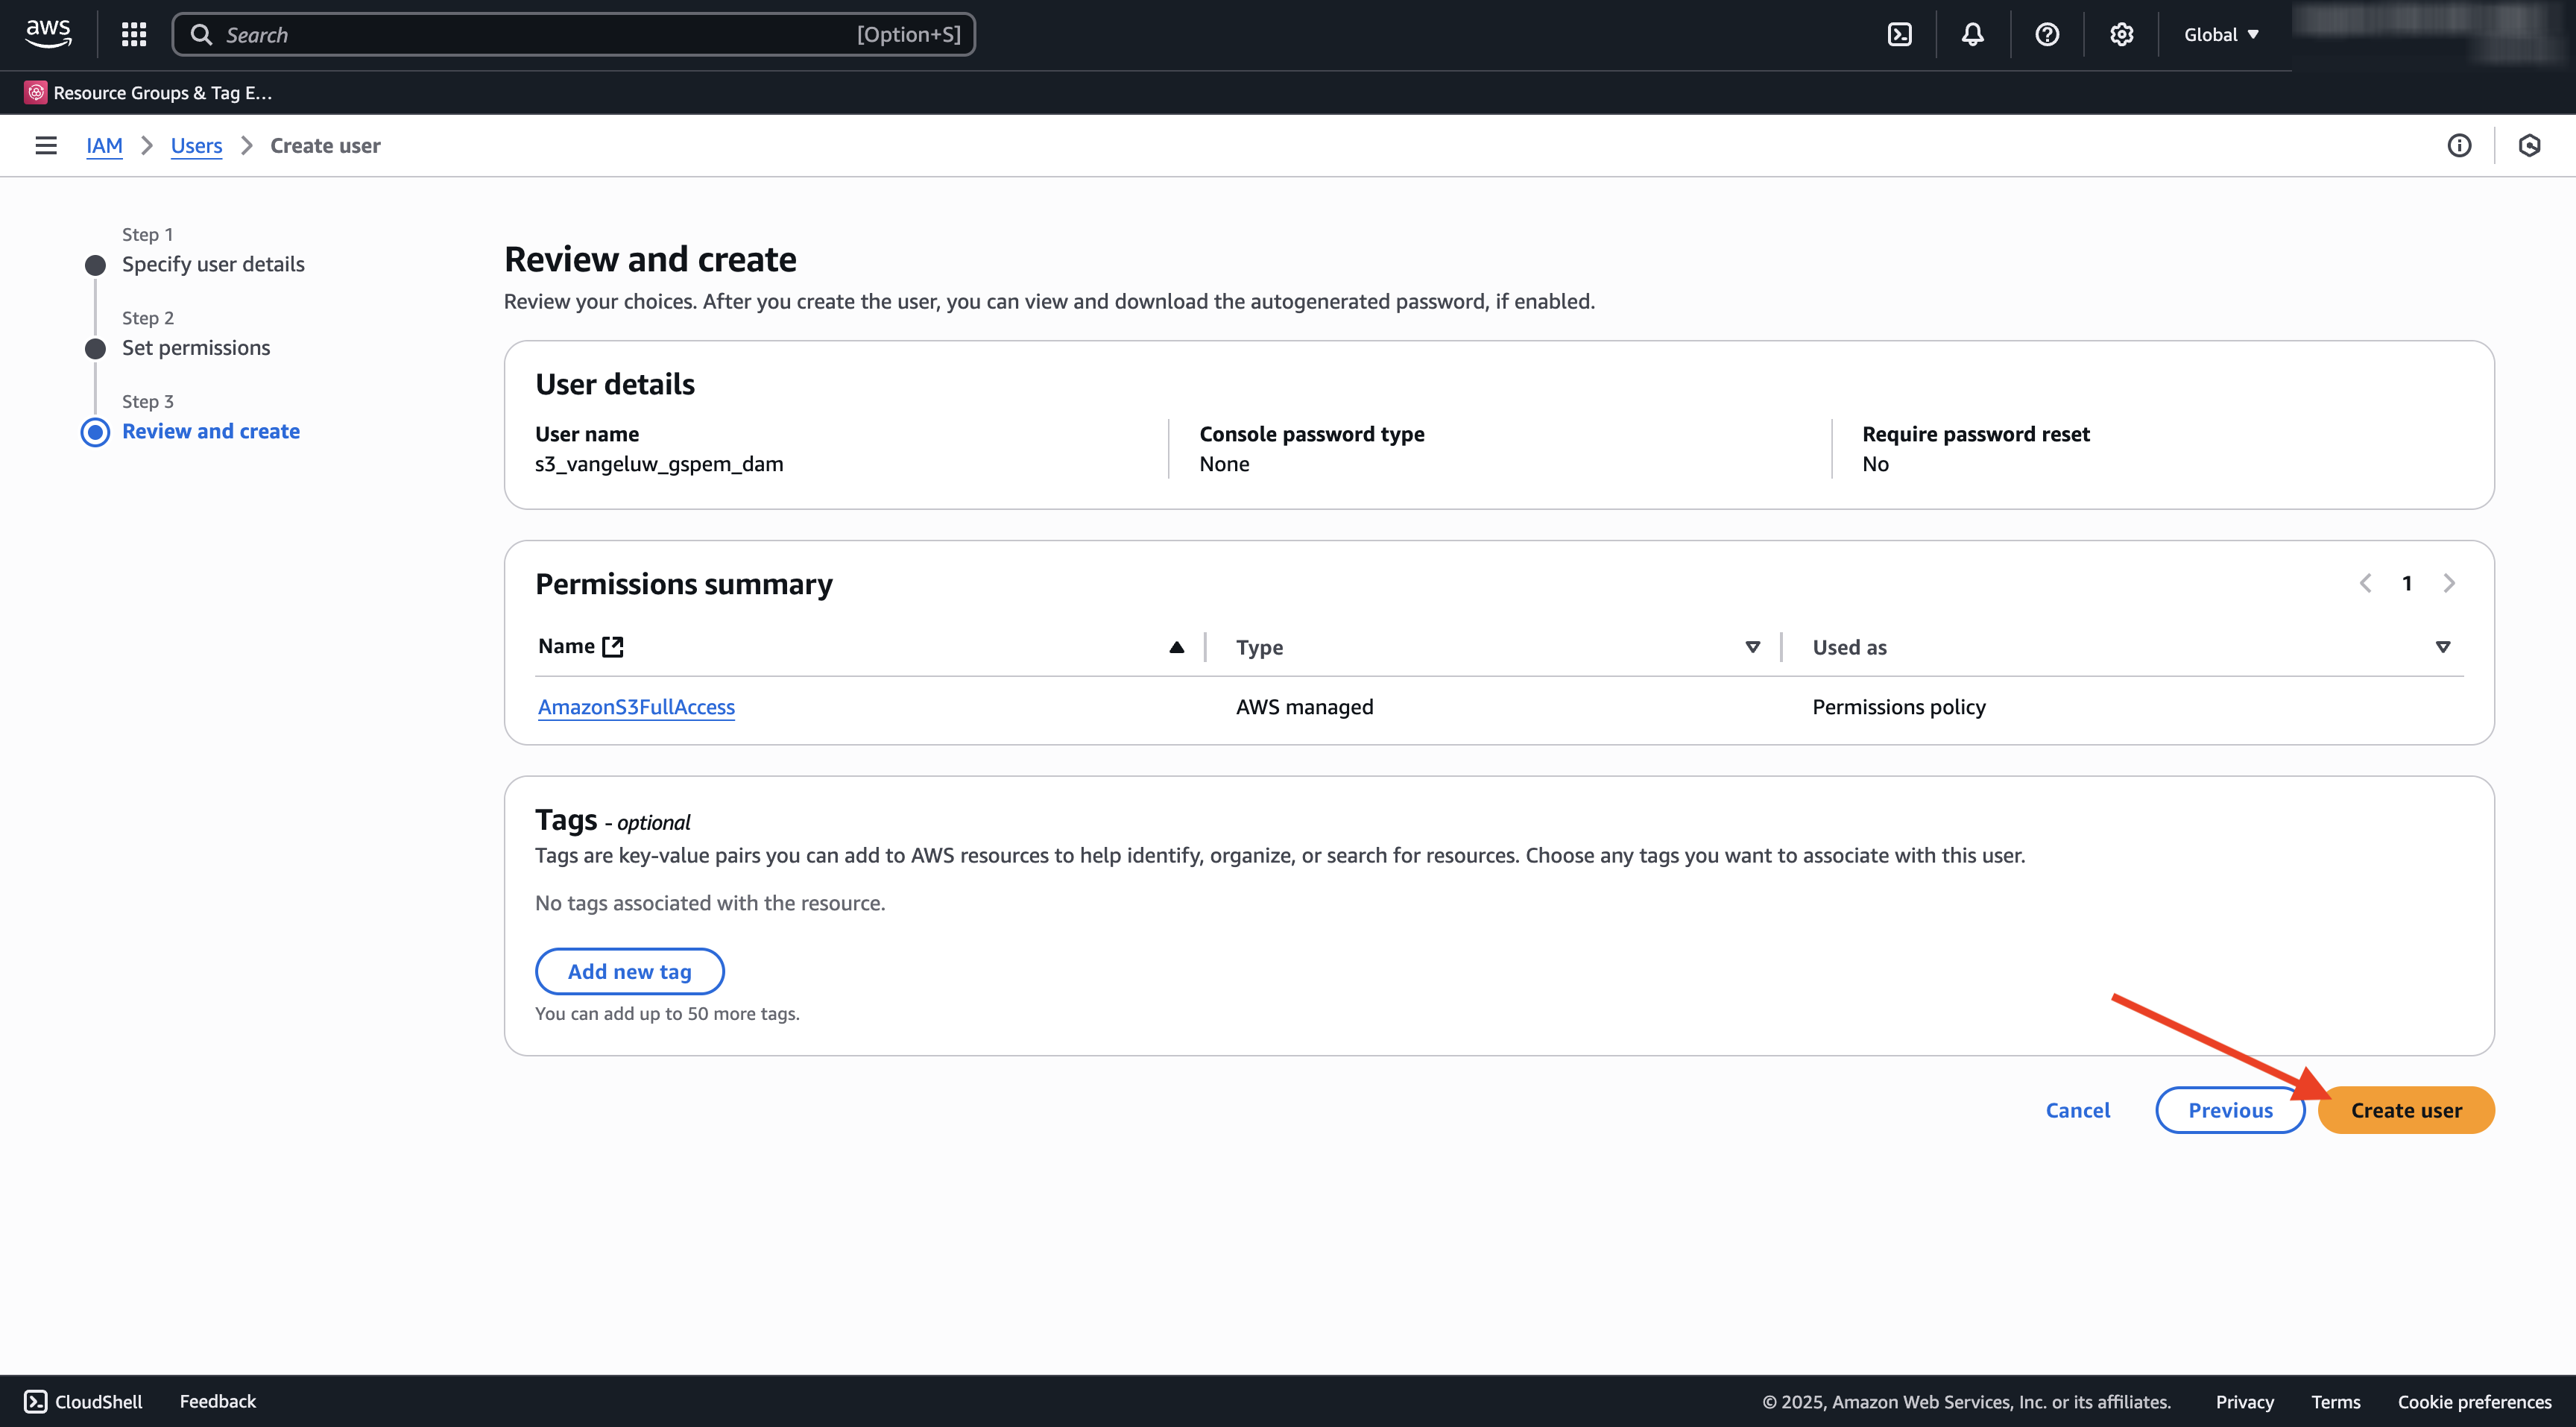 aws
Search
[Option+S]
Global
Resource Groups & Tag E...
IAM
Users
Create user
Step 1
Specify user details
Step 2
Set permissions
Step 3
Review and create
Review and create
Review your choices. After you create the user, you can view and download the autogenerated password, if enabled.
User details
User name
s3_vangeluw_gspem_dam
Console password type
None
Require password reset
No
Permissions summary
1
Name
Type
Used as
AmazonS3FullAccess
AWS managed
Permissions policy
Tags - optional
Tags are key-value pairs you can add to AWS resources to help identify, organize, or search for resources. Choose any tags you want to associate with this user.
No tags associated with the resource.
Add new tag
You can add up to 50 more tags.
Cancel
Previous
Create user
CloudShell
Feedback
© 2025, Amazon Web Services, Inc. or its affiliates.
Privacy
Terms
Cookie preferences